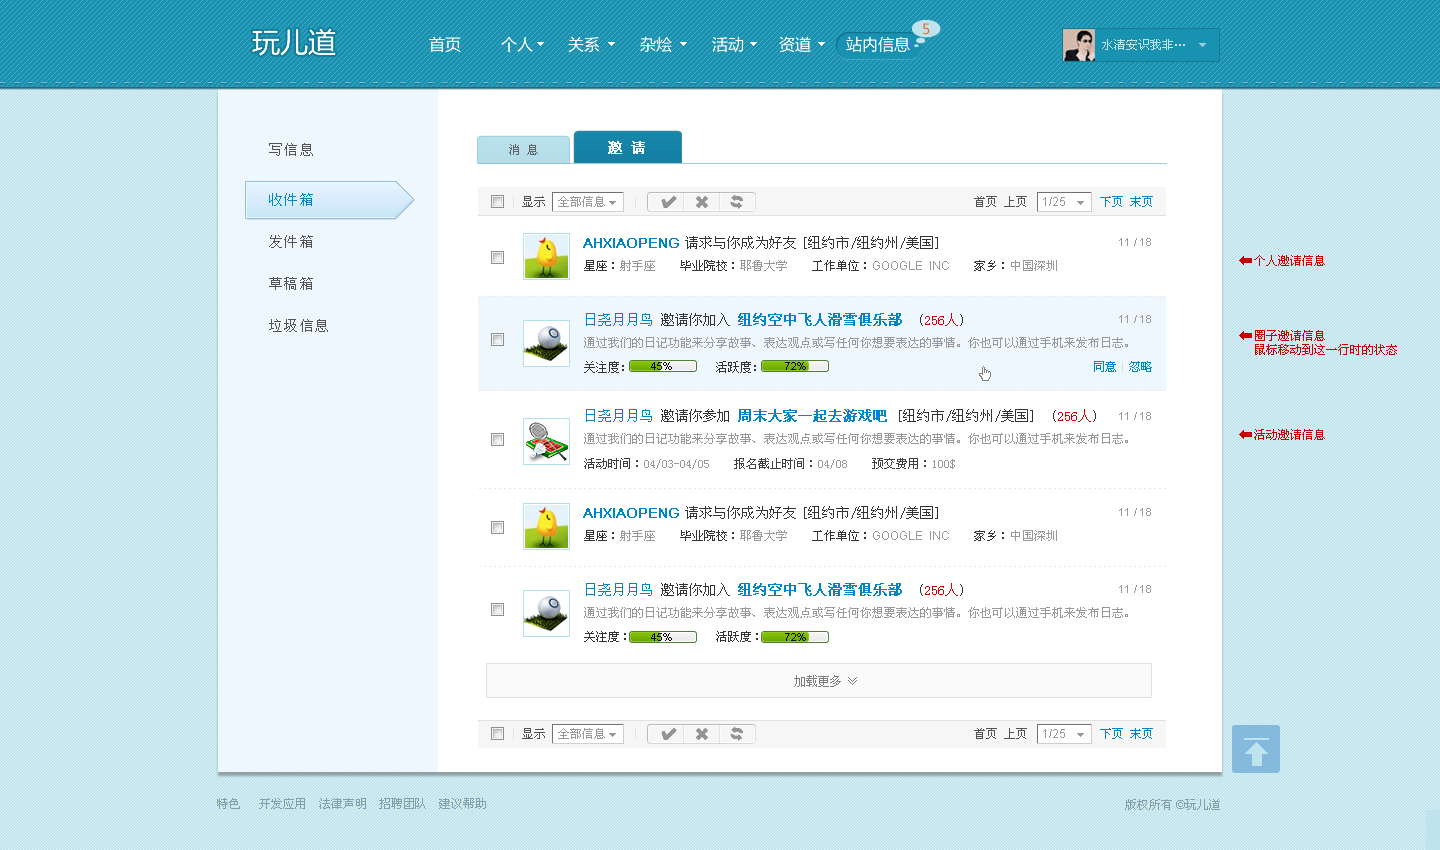 玩儿道 首页 个人 关系 杂烩 活动 资道 站内信息 5 水清安识我非…
写信息
收件箱
发件箱
草稿箱
垃圾信息
消 息 邀 请
显示 全部信息 首页 上页 1/25 下页 末页
AHXIAOPENG 请求与你成为好友 [纽约市/纽约州/美国] 11 / 18
星座：射手座 毕业院校：耶鲁大学 工作单位：GOOGLE INC 家乡：中国深圳
个人邀请信息
日尧月月鸟 邀请你加入 纽约空中飞人滑雪俱乐部 （256人） 11 / 18
通过我们的日记功能来分享故事、表达观点或写任何你想要表达的事情。你也可以通过手机来发布日志。
关注度：45% 活跃度：72% 同意 忽略
圈子邀请信息
鼠标移动到这一行时的状态
日尧月月鸟 邀请你参加 周末大家一起去游戏吧 [纽约市/纽约州/美国] （256人） 11 / 18
通过我们的日记功能来分享故事、表达观点或写任何你想要表达的事情。你也可以通过手机来发布日志。
活动时间：04/03-04/05 报名截止时间：04/08 预交费用：100$
活动邀请信息
AHXIAOPENG 请求与你成为好友 [纽约市/纽约州/美国] 11 / 18
星座：射手座 毕业院校：耶鲁大学 工作单位：GOOGLE INC 家乡：中国深圳
日尧月月鸟 邀请你加入 纽约空中飞人滑雪俱乐部 （256人） 11 / 18
通过我们的日记功能来分享故事、表达观点或写任何你想要表达的事情。你也可以通过手机来发布日志。
关注度：45% 活跃度：72%
加载更多
显示 全部信息 首页 上页 1/25 下页 末页
特色 开发应用 法律声明 招聘团队 建议帮助 版权所有 ©玩儿道